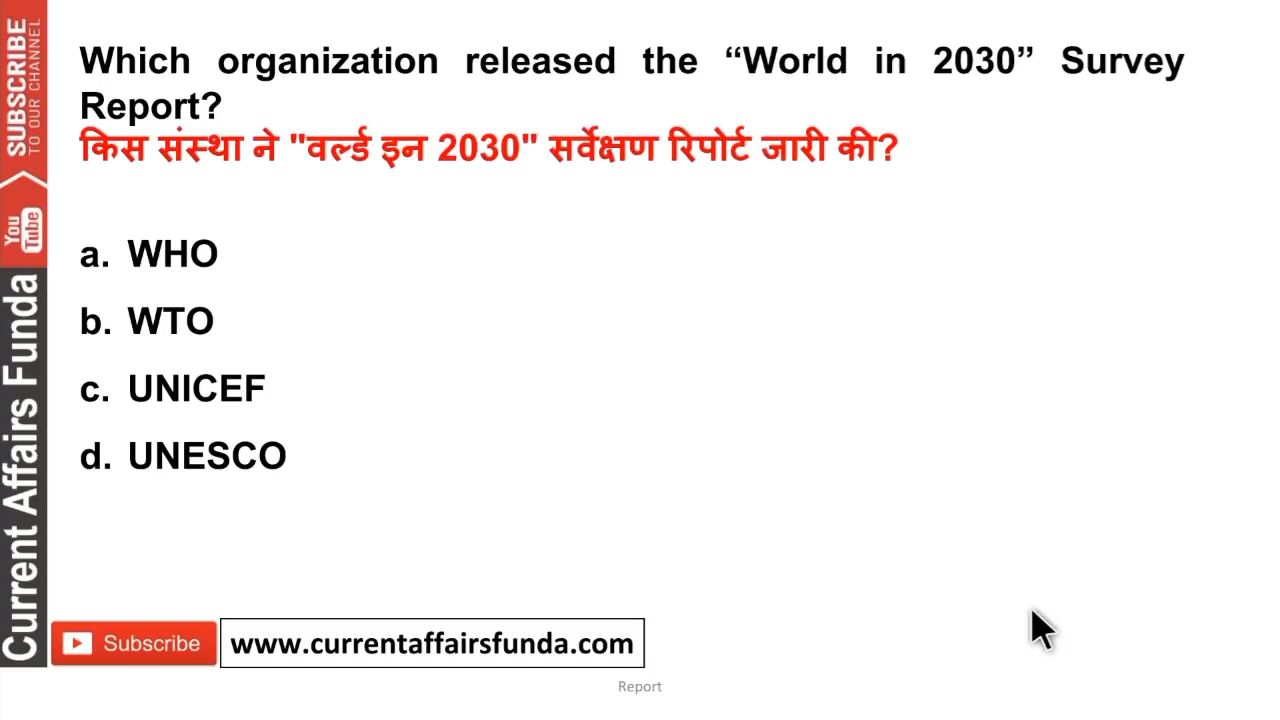 Which organization released the “World in 2030” Survey
Report?
किस संस्था ने "वर्ल्ड इन 2030" सर्वेक्षण रिपोर्ट जारी की?
a. WHO
b. WTO
c. UNICEF
d. UNESCO
SUBSCRIBE
TO OUR CHANNEL
You
Tube
Current Affairs Funda
Subscribe
www.currentaffairsfunda.com
Report